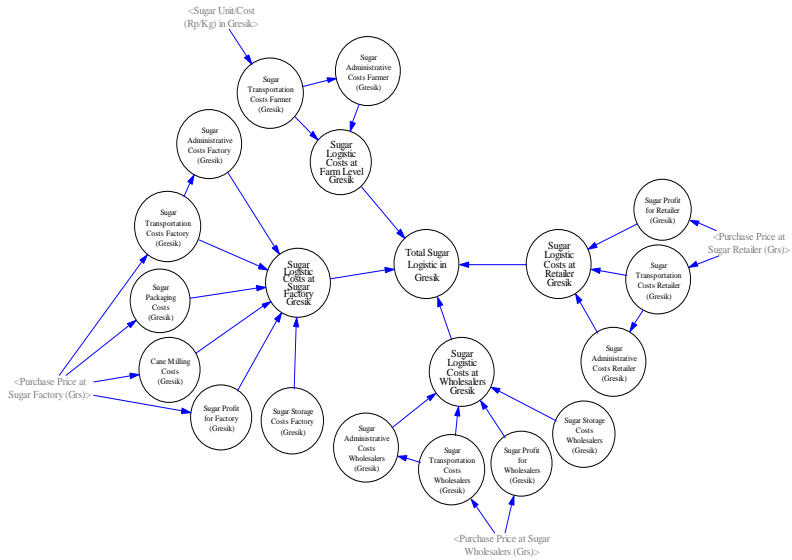 <Sugar Unit/Cost
(Rp/Kg) in Gresik>
Sugar
Transportation
Costs Farmer
(Gresik)
Sugar
Administrative
Costs Farmer
(Gresik)
Sugar
Logistic
Costs at
Farm Level
Gresik
Sugar
Administrative
Costs Factory
(Gresik)
Sugar
Transportation
Costs Factory
(Gresik)
Sugar
Packaging
Costs
(Gresik)
Cane Milling
Costs
(Gresik)
Sugar Profit
for Factory
(Gresik)
Sugar Storage
Costs Factory
(Gresik)
<Purchase Price at
Sugar Factory (Grs)>
Sugar
Logistic
Costs at
Sugar
Factory
Gresik
Total Sugar
Logistic in
Gresik
Sugar
Logistic
Costs at
Retailer
Gresik
Sugar Profit
for Retailer
(Gresik)
<Purchase Price at
Sugar Retailer (Grs)>
Sugar
Transportation
Costs Retailer
(Gresik)
Sugar
Administrative
Costs Retailer
(Gresik)
Sugar
Logistic
Costs at
Wholesalers
Gresik
Sugar
Administrative
Costs
Wholesalers
(Gresik)
Sugar
Transportation
Costs
Wholesalers
(Gresik)
Sugar Profit
for
Wholesalers
(Gresik)
Sugar Storage
Costs
Wholesalers
(Gresik)
<Purchase Price at Sugar
Wholesalers (Grs)>